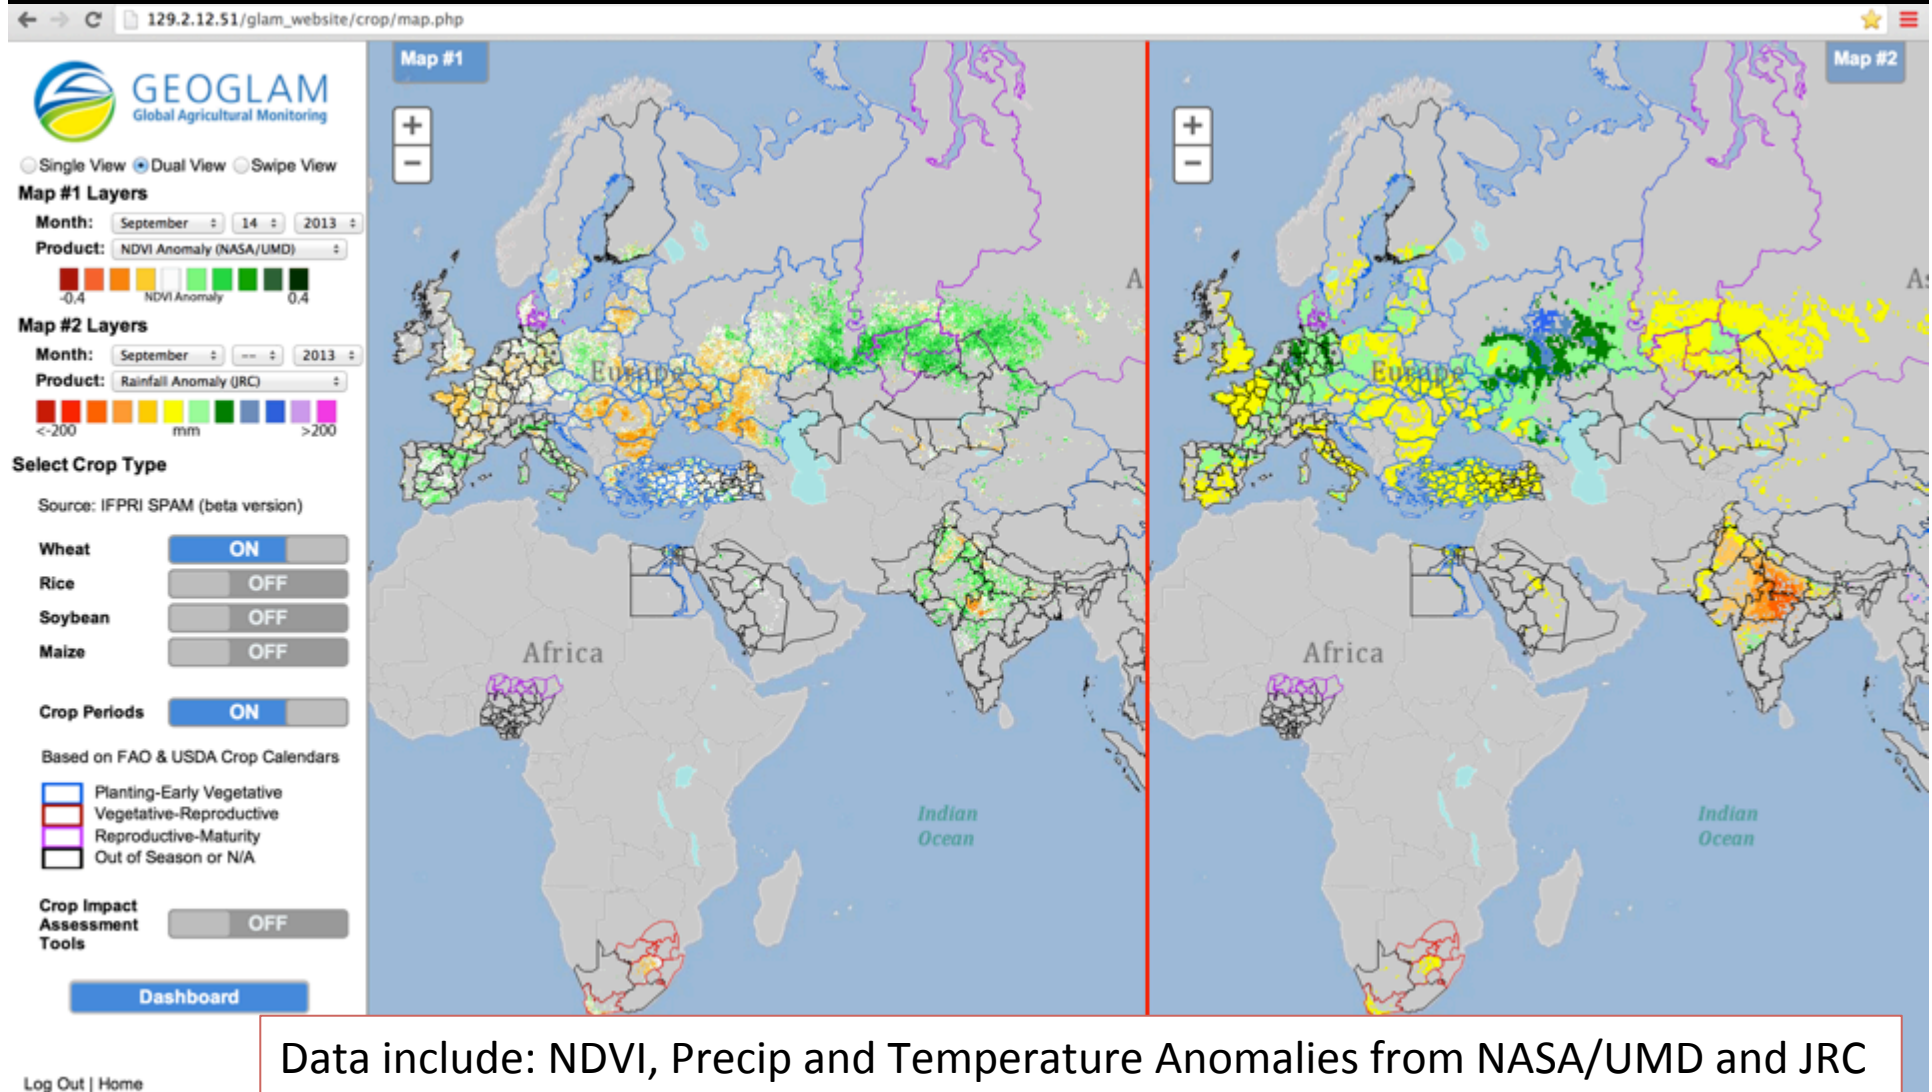 129.2.12.51/glam_website/crop/map.php
GEOGLAM
Global Agricultural Monitoring
Single View Dual View Swipe View
Map #1 Layers
Month: September 14 2013
Product: NDVI Anomaly (NASA/UMD)
-0.4 NDVI Anomaly 0.4
Map #2 Layers
Month: September -- 2013
Product: Rainfall Anomaly (JRC)
<-200 mm >200
Select Crop Type
Source: IFPRI SPAM (beta version)
Wheat ON
Rice OFF
Soybean OFF
Maize OFF
Crop Periods ON
Based on FAO & USDA Crop Calendars
Planting-Early Vegetative
Vegetative-Reproductive
Reproductive-Maturity
Out of Season or N/A
Crop Impact
Assessment
Tools
OFF
Dashboard
Log Out | Home
Map #1
+
−
A
Europe
Africa
Indian
Ocean
Map #2
+
−
As
Europe
Africa
Indian
Ocean
Data include: NDVI, Precip and Temperature Anomalies from NASA/UMD and JRC